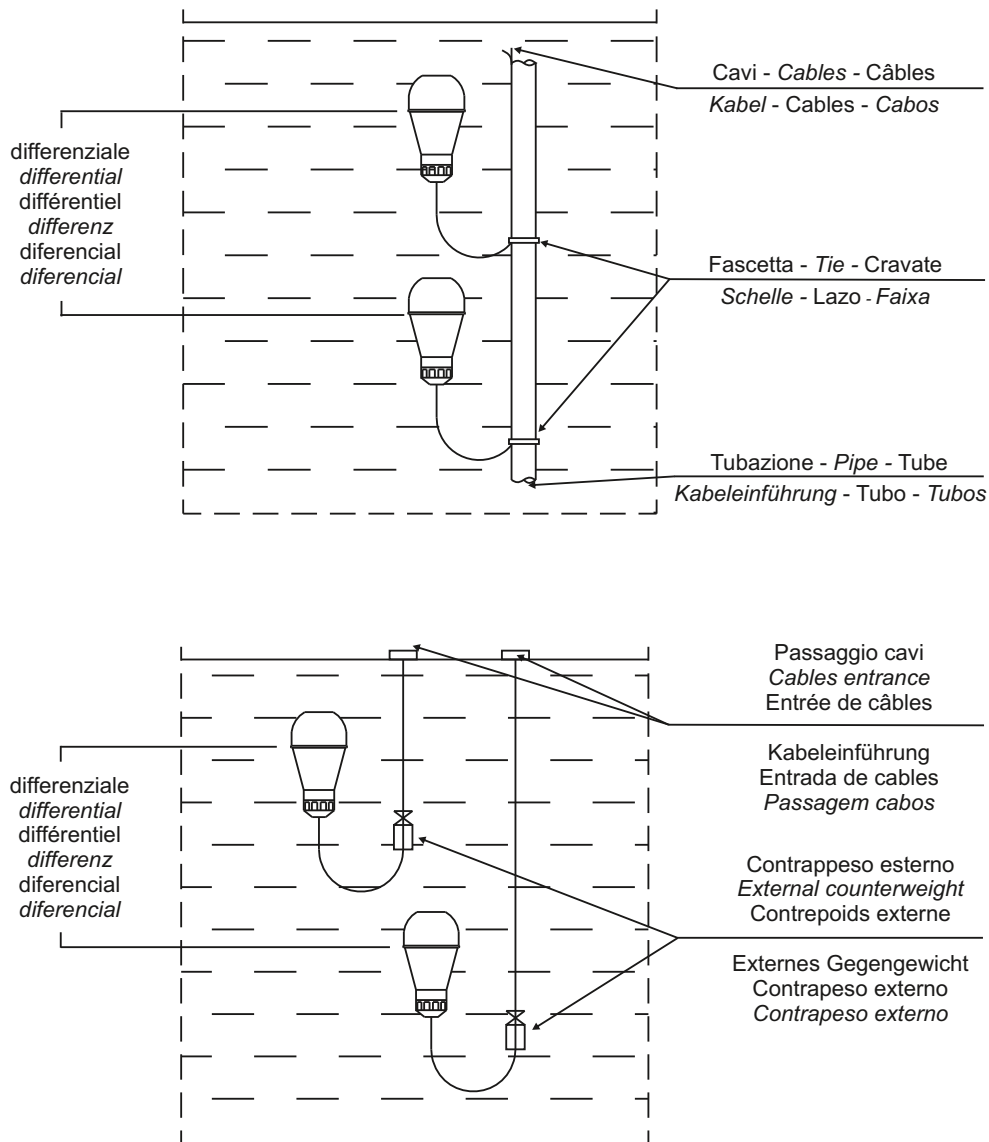 Cavi - Cables - Câbles
Kabel - Cables - Cabos
differenziale
differential
différentiel
differenz
diferencial
diferencial
Fascetta - Tie - Cravate
Schelle - Lazo - Faixa
Tubazione - Pipe - Tube
Kabeleinführung - Tubo - Tubos
Passaggio cavi
Cables entrance
Entrée de câbles
Kabeleinführung
Entrada de cables
Passagem cabos
differenziale
differential
différentiel
differenz
diferencial
diferencial
Contrappeso esterno
External counterweight
Contrepoids externe
Externes Gegengewicht
Contrapeso externo
Contrapeso externo